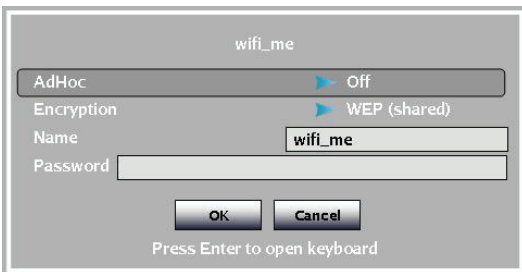 wifi_me
AdHoc Off
Encryption WEP (shared)
Name wifi_me
Password
OK Cancel
Press Enter to open keyboard